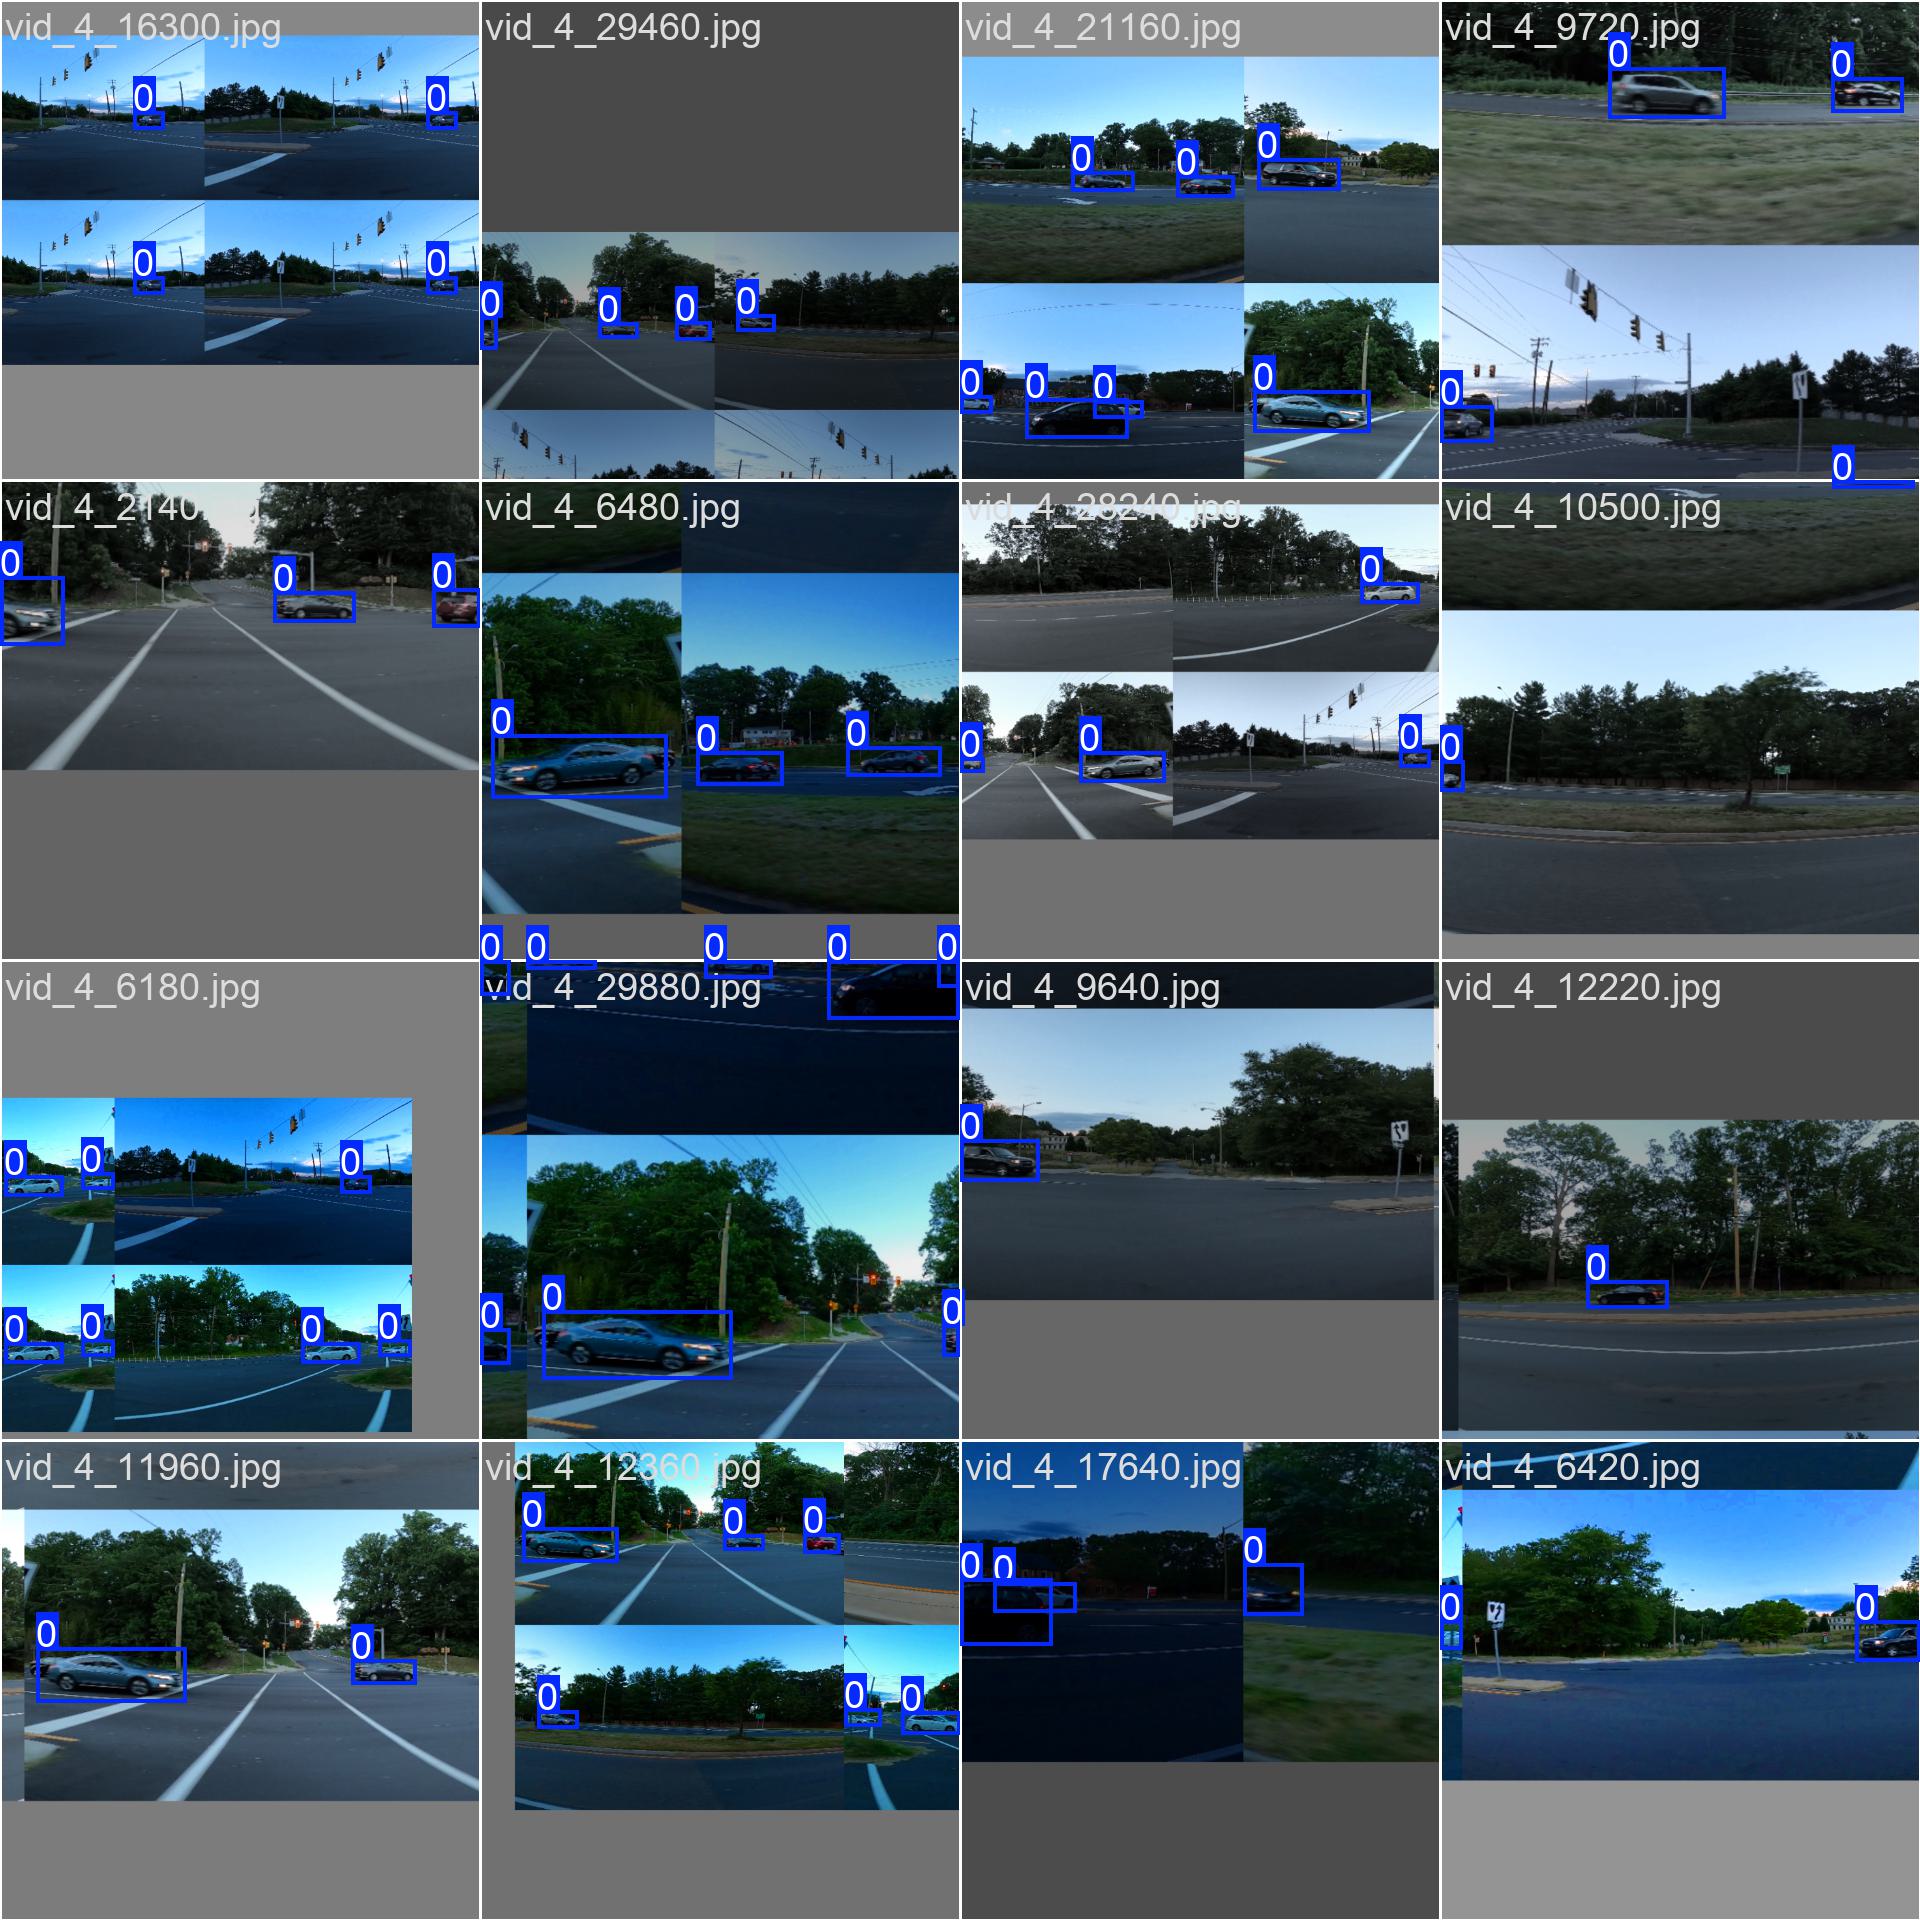 vid_4_16300.jpg
vid_4_29460.jpg
vid_4_21160.jpg
vid_4_9720.jpg
0 0
0 0
0 0 0 0
0 0 0
0 0 0
0
0 0
0
0
vid_4_2140
vid_4_6480.jpg
vid_4_28240.jpg
vid_4_10500.jpg
0 0 0
0 0 0
0
0 0 0
0
vid_4_6180.jpg
vid_4_29880.jpg
vid_4_9640.jpg
vid_4_12220.jpg
0 0 0
0 0 0 0
0 0 0 0 0
0 0 0
0
0
vid_4_11960.jpg
vid_4_12360.jpg
vid_4_17640.jpg
vid_4_6420.jpg
0 0
0 0 0
0 0 0
0 0 0
0 0